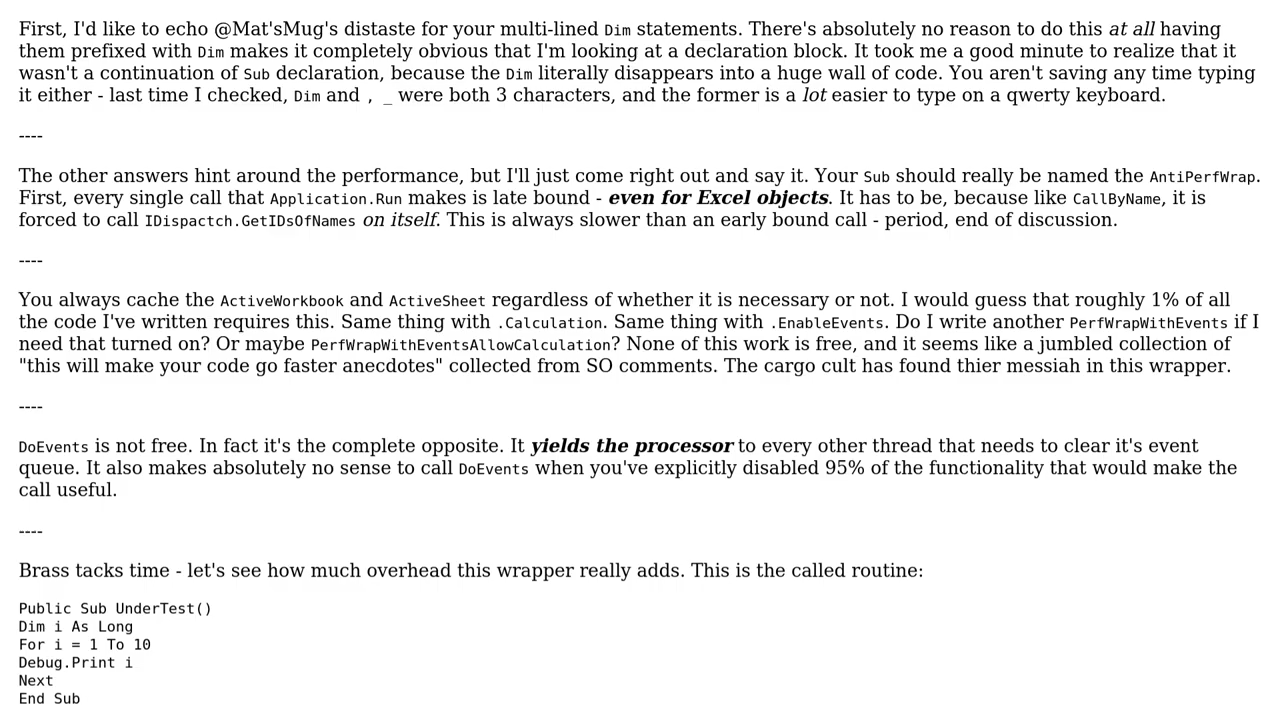 First, I'd like to echo @Mat'sMug's distaste for your multi-lined Dim statements. There's absolutely no reason to do this at all having
them prefixed with Dim makes it completely obvious that I'm looking at a declaration block. It took me a good minute to realize that it
wasn't a continuation of Sub declaration, because the Dim literally disappears into a huge wall of code. You aren't saving any time typing
it either - last time I checked, Dim and , _ were both 3 characters, and the former is a lot easier to type on a qwerty keyboard.
----
The other answers hint around the performance, but I'll just come right out and say it. Your Sub should really be named the AntiPerfWrap.
First, every single call that Application.Run makes is late bound - even for Excel objects. It has to be, because like CallByName, it is
forced to call IDispactch.GetIDsOfNames on itself. This is always slower than an early bound call - period, end of discussion.
----
You always cache the ActiveWorkbook and ActiveSheet regardless of whether it is necessary or not. I would guess that roughly 1% of all
the code I've written requires this. Same thing with .Calculation. Same thing with .EnableEvents. Do I write another PerfWrapWithEvents if I
need that turned on? Or maybe PerfWrapWithEventsAllowCalculation? None of this work is free, and it seems like a jumbled collection of
"this will make your code go faster anecdotes" collected from SO comments. The cargo cult has found thier messiah in this wrapper.
----
DoEvents is not free. In fact it's the complete opposite. It yields the processor to every other thread that needs to clear it's event
queue. It also makes absolutely no sense to call DoEvents when you've explicitly disabled 95% of the functionality that would make the
call useful.
----
Brass tacks time - let's see how much overhead this wrapper really adds. This is the called routine:
Public Sub UnderTest()
Dim i As Long
For i = 1 To 10
Debug.Print i
Next
End Sub